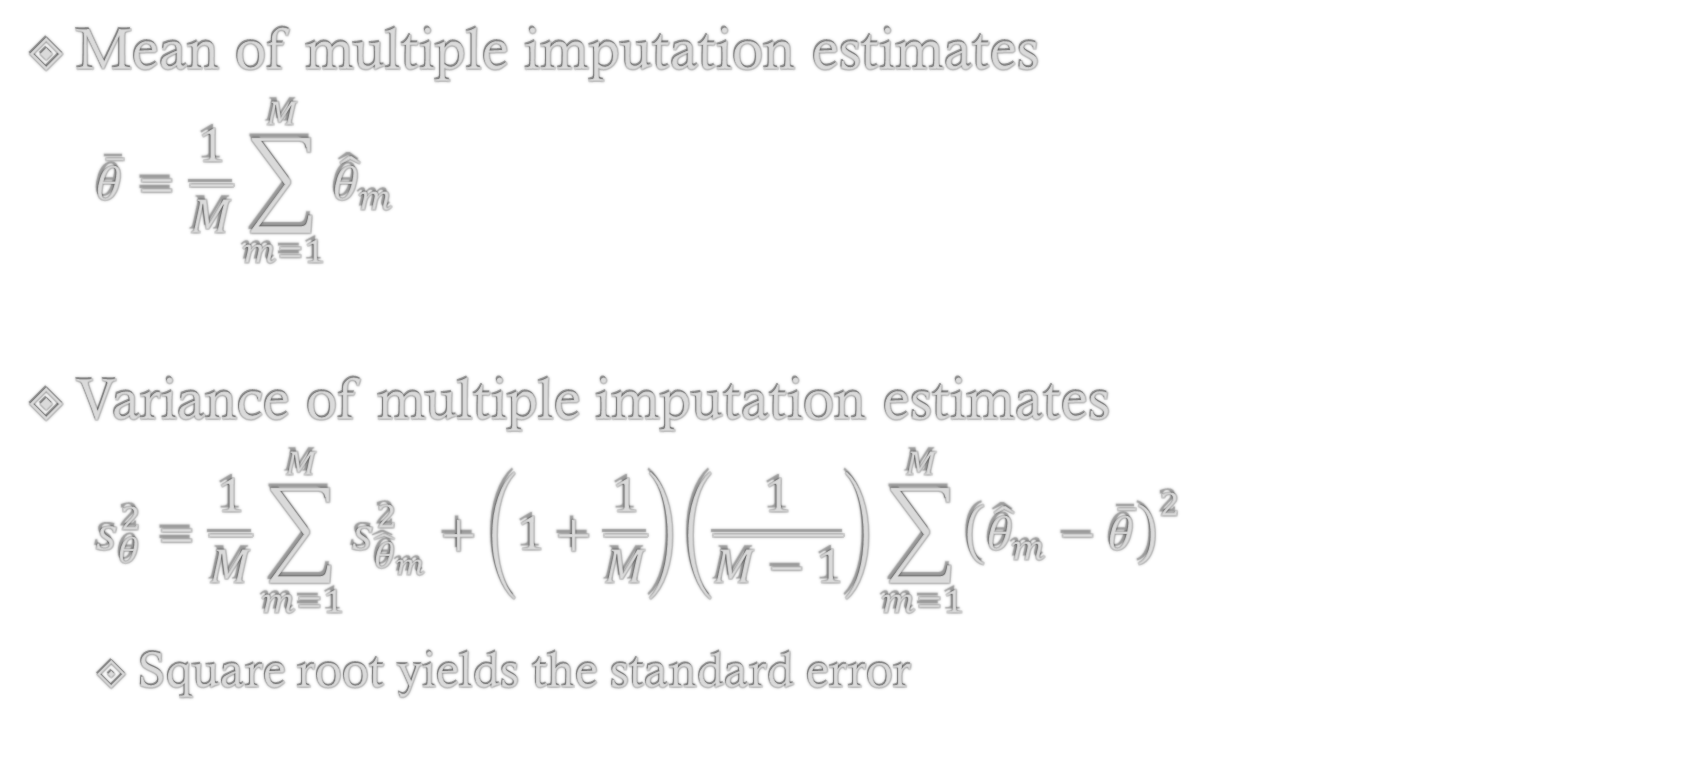 ❖ Mean of multiple imputation estimates
θ̄ = 1/M ∑_{m=1}^{M} θ̂_m
❖ Variance of multiple imputation estimates
s²_θ̄ = 1/M ∑_{m=1}^{M} s²_{θ̂_m} + (1 + 1/M)(1/(M − 1)) ∑_{m=1}^{M} (θ̂_m − θ̄)²
❖ Square root yields the standard error